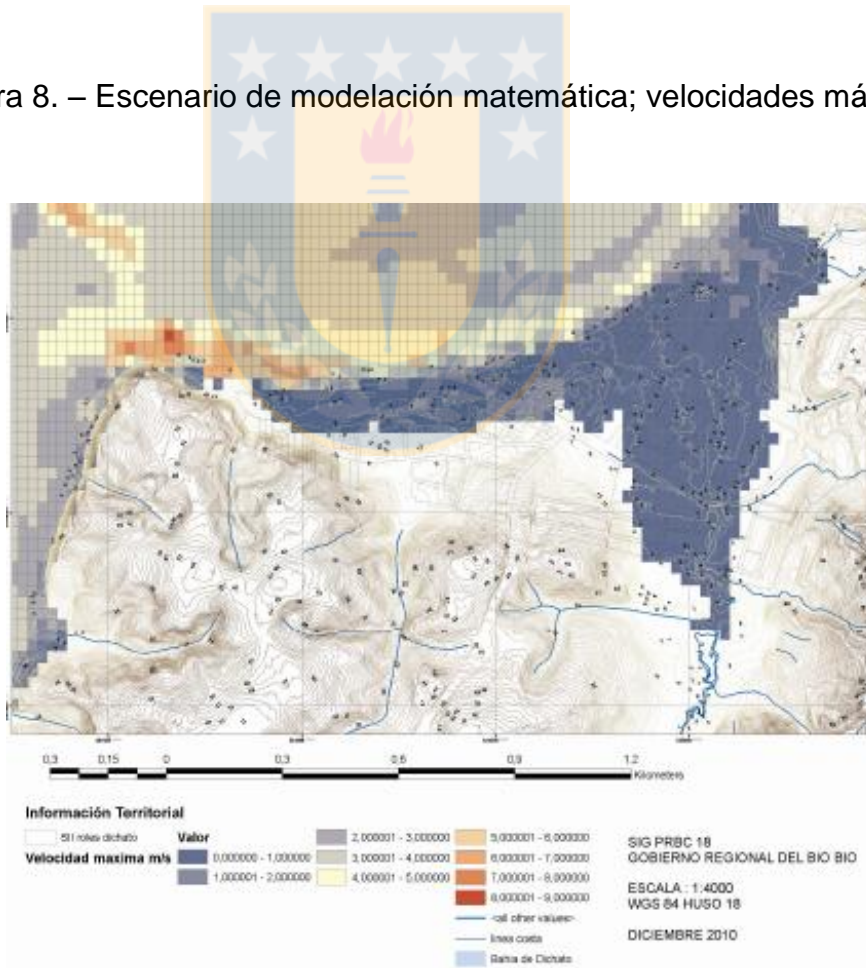 ra 8. – Escenario de modelación matemática; velocidades má
0,3 0,15 0 0,3 0,6 0,9 1,2
Kilometers
Información Territorial
SII roles dichato
Velocidad maxima m/s
Valor
0,000000 - 1,000000
1,000001 - 2,000000
2,000001 - 3,000000
3,000001 - 4,000000
4,000001 - 5,000000
5,000001 - 6,000000
6,000001 - 7,000000
7,000001 - 8,000000
8,000001 - 9,000000
<all other values>
linea costa
Bahia de Dichato
SIG PRBC 18
GOBIERNO REGIONAL DEL BIO BIO
ESCALA : 1:4000
WGS 84 HUSO 18
DICIEMBRE 2010